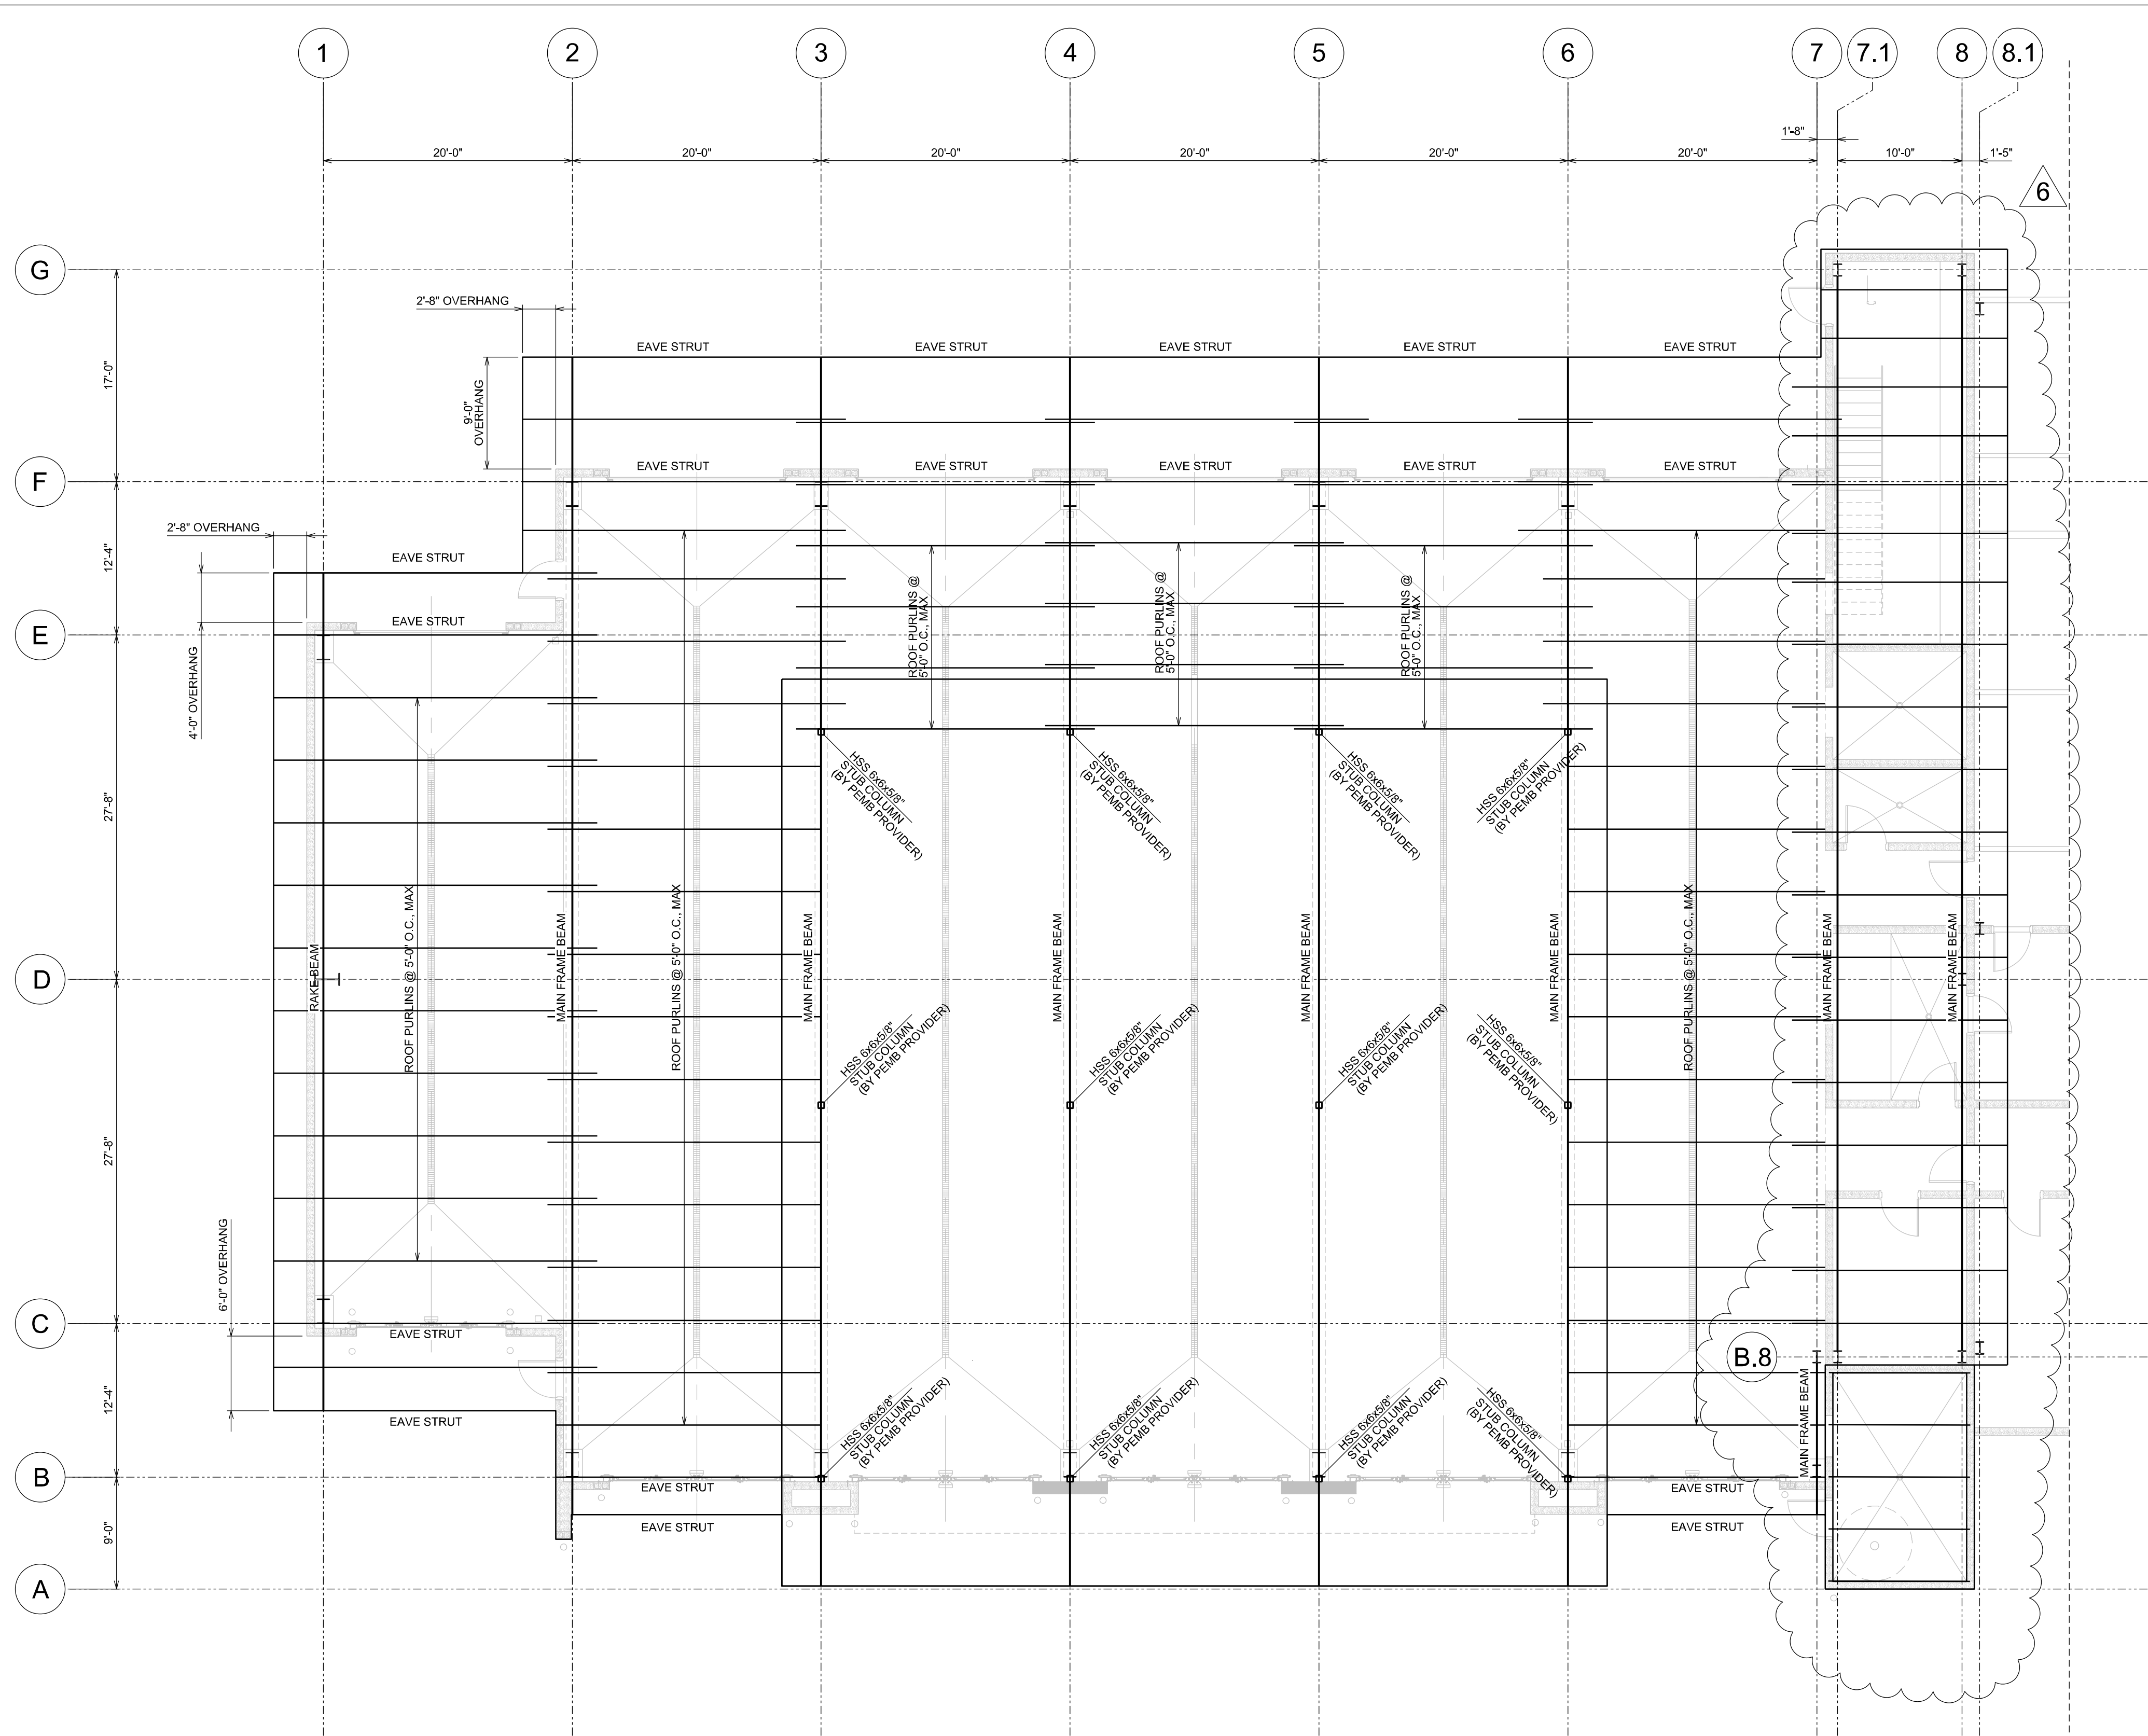 1
2
3
4
5
6
7
7.1
8
8.1
20'-0"
20'-0"
20'-0"
20'-0"
20'-0"
20'-0"
1'-8"
10'-0"
1'-5"
6
G
F
E
D
C
B
A
B.8
17'-0"
12'-4"
27'-8"
27'-8"
12'-4"
9'-0"
2'-8" OVERHANG
9'-0"
OVERHANG
2'-8" OVERHANG
4'-0" OVERHANG
6'-0" OVERHANG
EAVE STRUT
EAVE STRUT
EAVE STRUT
EAVE STRUT
EAVE STRUT
EAVE STRUT
EAVE STRUT
EAVE STRUT
EAVE STRUT
EAVE STRUT
EAVE STRUT
EAVE STRUT
ROOF PURLINS @
5'-0" O.C., MAX
ROOF PURLINS @
5'-0" O.C., MAX
ROOF PURLINS @
5'-0" O.C., MAX
HSS 6x6x5/8"
STUB COLUMN
(BY PEMB PROVIDER)
HSS 6x6x5/8"
STUB COLUMN
(BY PEMB PROVIDER)
HSS 6x6x5/8"
STUB COLUMN
(BY PEMB PROVIDER)
HSS 6x6x5/8"
STUB COLUMN
(BY PEMB PROVIDER)
RAKE BEAM
ROOF PURLINS @ 5'-0" O.C., MAX
MAIN FRAME BEAM
ROOF PURLINS @ 5'-0" O.C., MAX
MAIN FRAME BEAM
MAIN FRAME BEAM
MAIN FRAME BEAM
MAIN FRAME BEAM
ROOF PURLINS @ 5'-0" O.C., MAX
MAIN FRAME BEAM
MAIN FRAME BEAM
HSS 6x6x5/8"
STUB COLUMN
(BY PEMB PROVIDER)
HSS 6x6x5/8"
STUB COLUMN
(BY PEMB PROVIDER)
HSS 6x6x5/8"
STUB COLUMN
(BY PEMB PROVIDER)
HSS 6x6x5/8"
STUB COLUMN
(BY PEMB PROVIDER)
EAVE STRUT
EAVE STRUT
HSS 6x6x5/8"
STUB COLUMN
(BY PEMB PROVIDER)
HSS 6x6x5/8"
STUB COLUMN
(BY PEMB PROVIDER)
HSS 6x6x5/8"
STUB COLUMN
(BY PEMB PROVIDER)
HSS 6x6x5/8"
STUB COLUMN
(BY PEMB PROVIDER)
MAIN FRAME BEAM
EAVE STRUT
EAVE STRUT
EAVE STRUT
EAVE STRUT